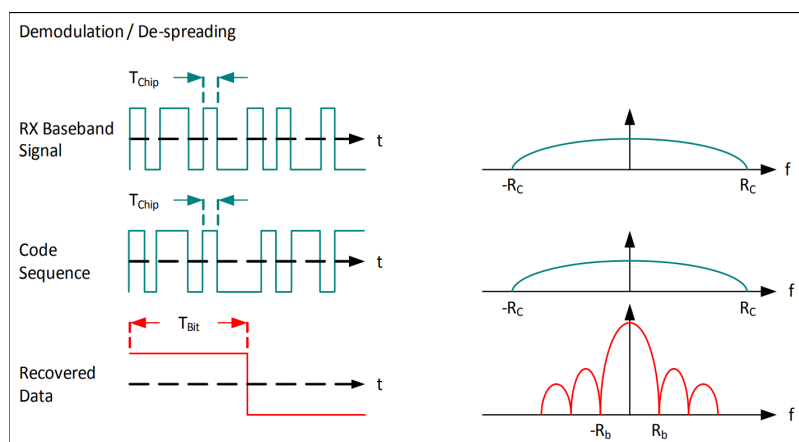 Demodulation / De-spreading
TChip
RX Baseband
Signal
t
-RC
RC
f
TChip
Code
Sequence
t
-RC
RC
f
TBit
Recovered
Data
t
-Rb
Rb
f